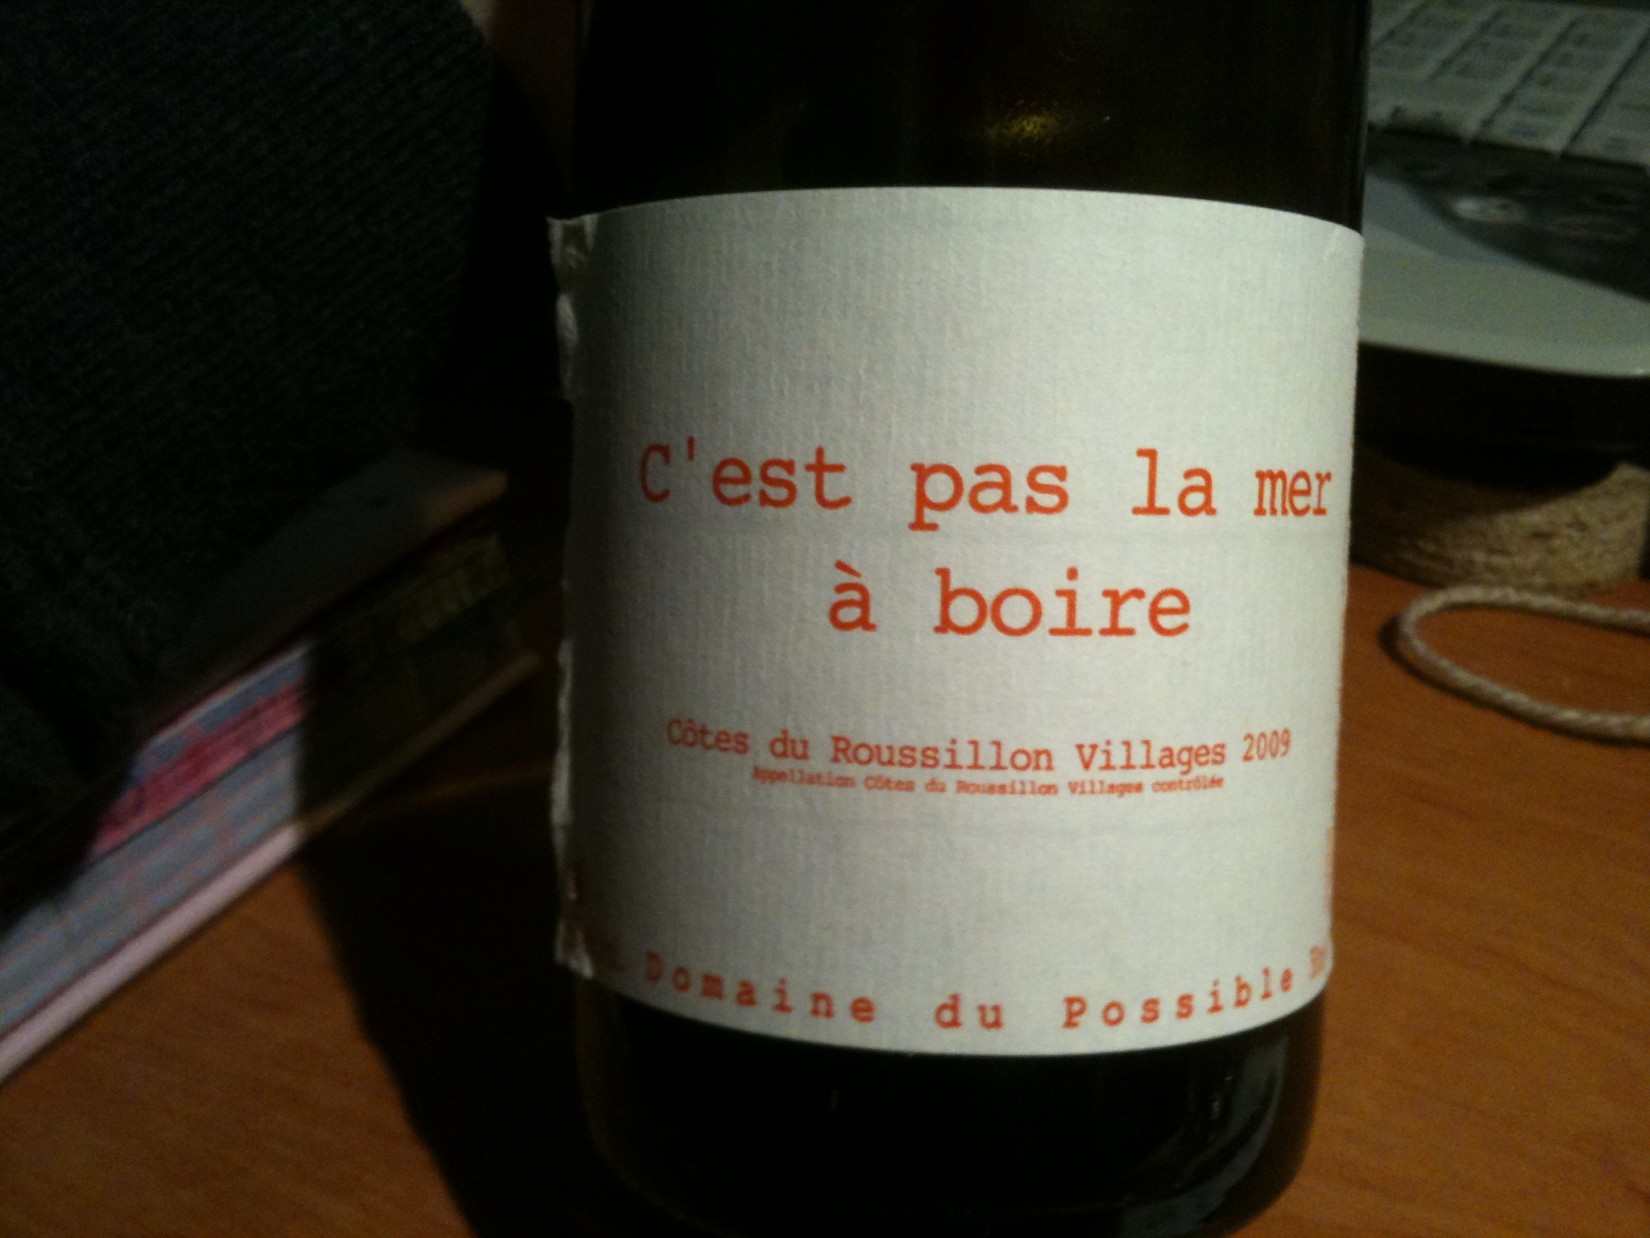 C'est pas la mer
à boire
Côtes du Roussillon Villages 2009
Appellation Côtes du Roussillon Villages contrôlée
Domaine du Possible